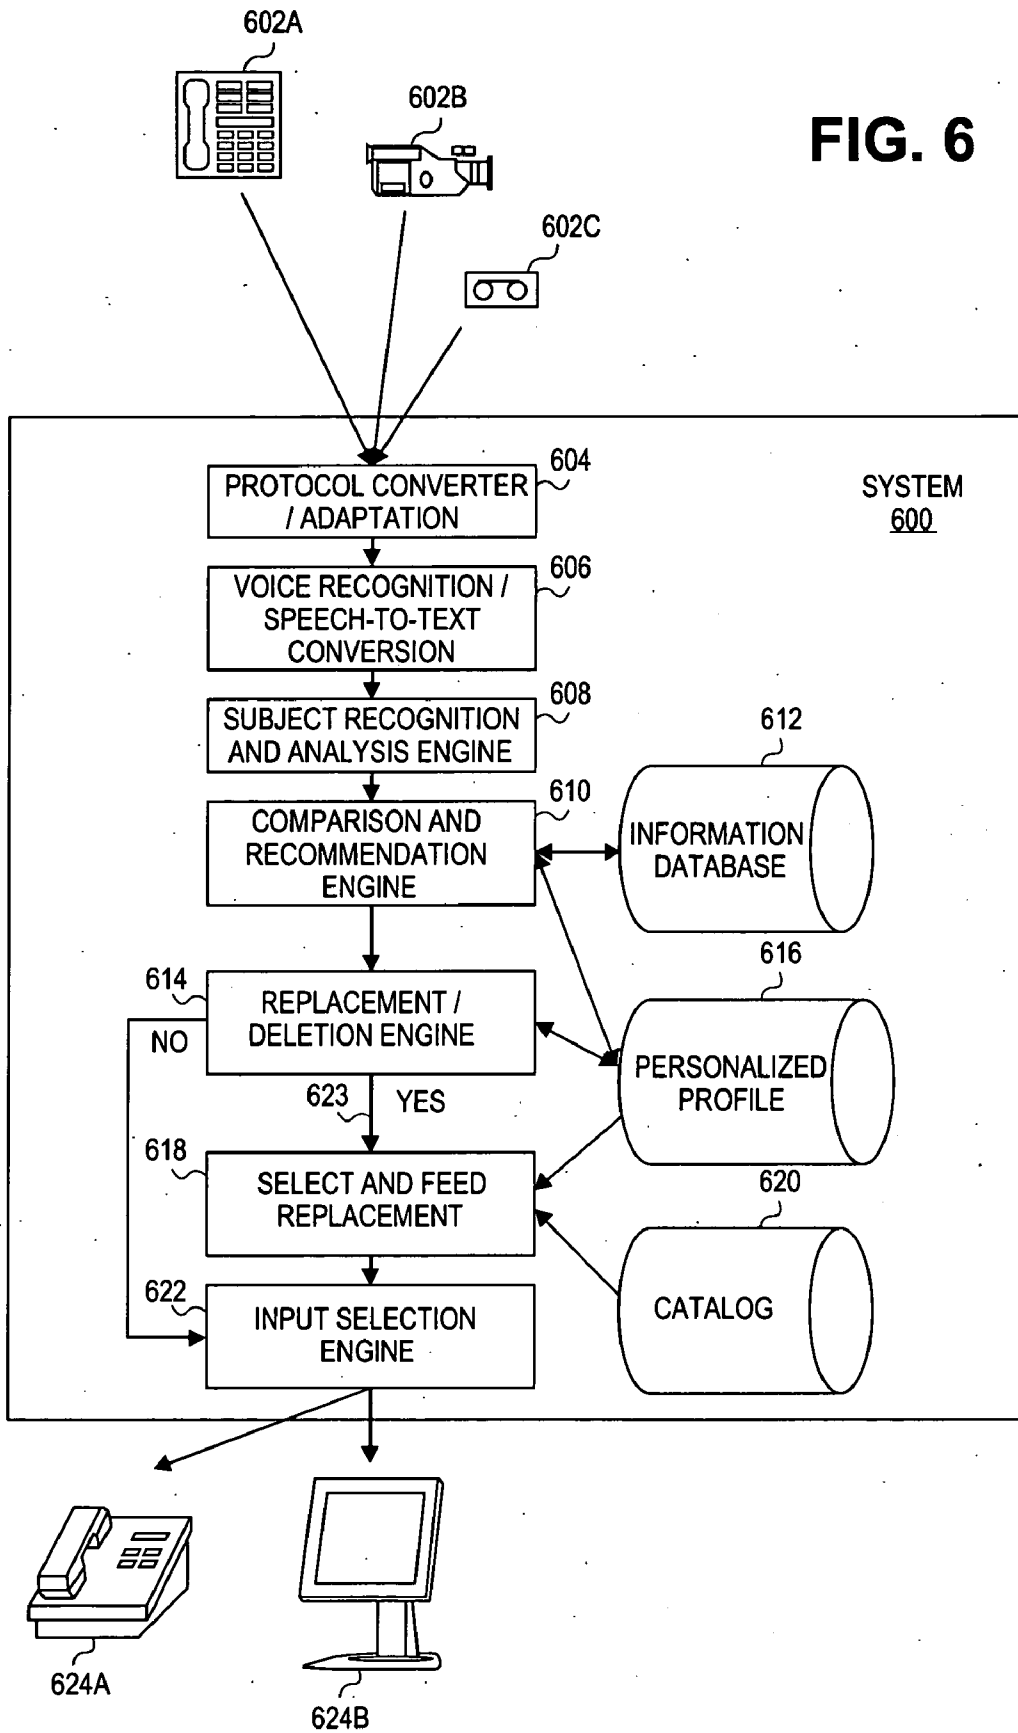 602A
602B
FIG. 6
602C
604
PROTOCOL CONVERTER
/ ADAPTATION
SYSTEM
600
606
VOICE RECOGNITION /
SPEECH-TO-TEXT
CONVERSION
608
SUBJECT RECOGNITION
AND ANALYSIS ENGINE
612
610
COMPARISON AND
RECOMMENDATION
ENGINE
INFORMATION
DATABASE
616
614
REPLACEMENT /
DELETION ENGINE
NO
PERSONALIZED
PROFILE
623
YES
618
SELECT AND FEED
REPLACEMENT
620
622
INPUT SELECTION
ENGINE
CATALOG
624A
624B